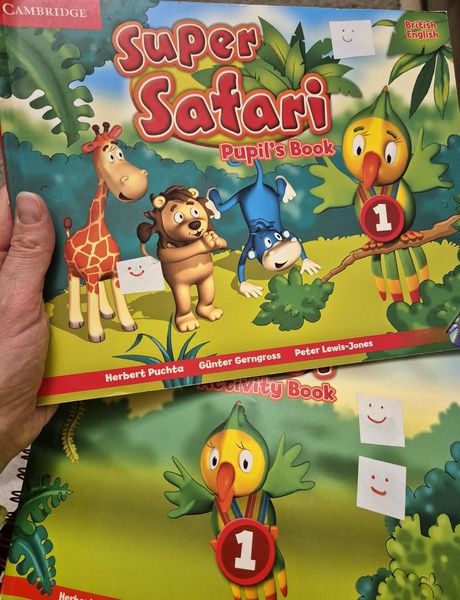 CAMBRIDGE
British
English
Super
Safari
Pupil's Book
1
Herbert Puchta Günter Gerngross Peter Lewis-Jones
Activity Book
1